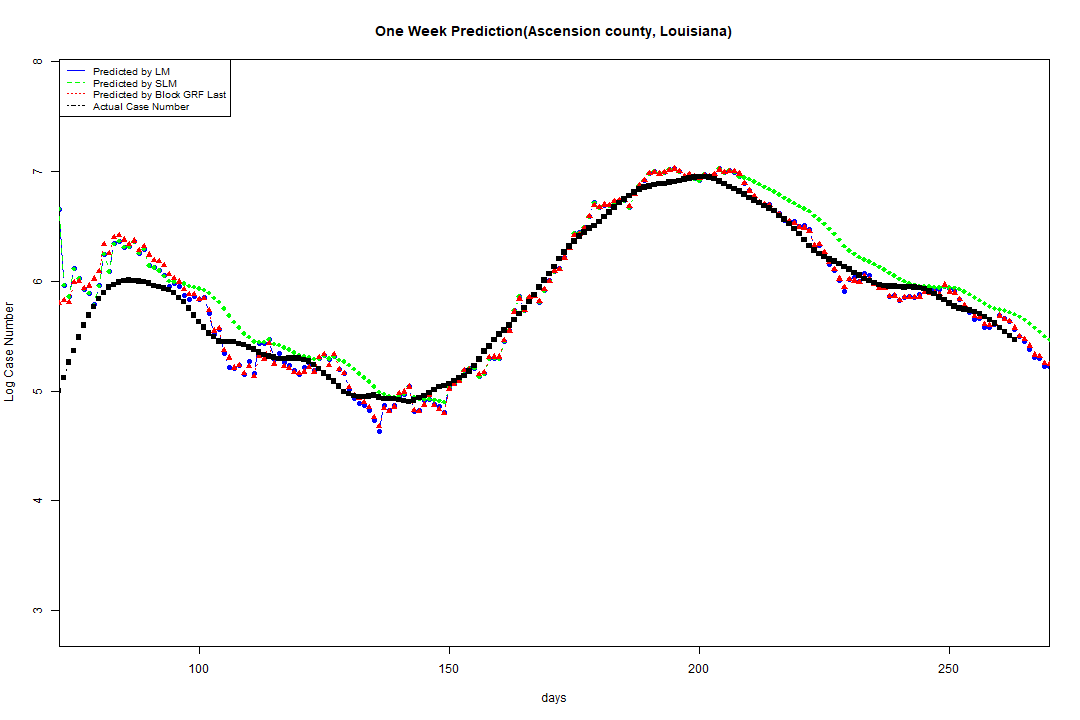 One Week Prediction(Ascension county, Louisiana)
8
Predicted by LM
Predicted by SLM
Predicted by Block GRF Last
Actual Case Number
7
6
5
4
3
Log Case Number
100 150 200 250
days